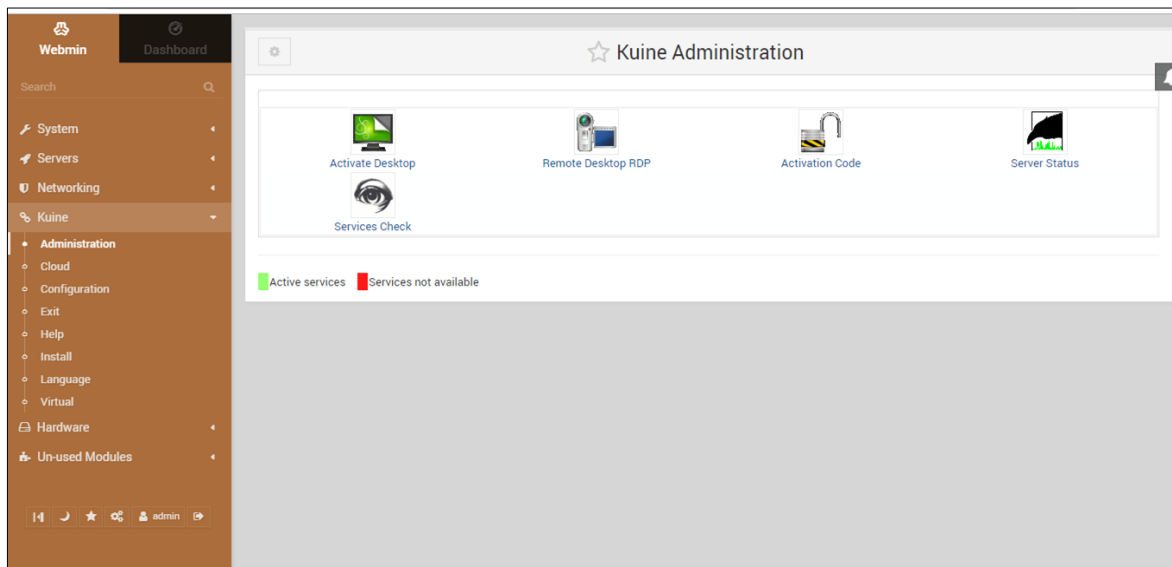 Webmin
Dashboard
Search
System
Servers
Networking
Kuine
Administration
Cloud
Configuration
Exit
Help
Install
Language
Virtual
Hardware
Un-used Modules
admin
Kuine Administration
Activate Desktop
Remote Desktop RDP
Activation Code
Server Status
Services Check
Active services
Services not available